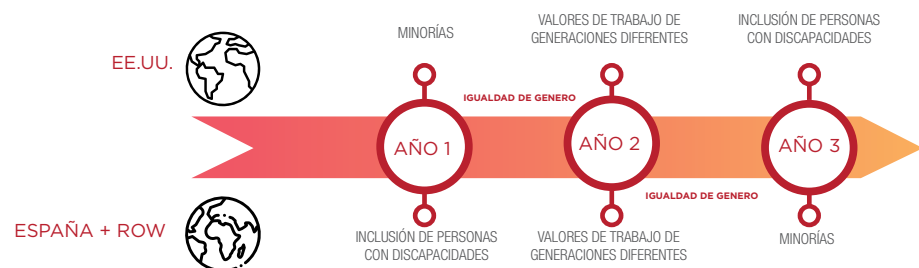 EE.UU.
MINORÍAS
VALORES DE TRABAJO DE
GENERACIONES DIFERENTES
INCLUSIÓN DE PERSONAS
CON DISCAPACIDADES
IGUALDAD DE GENERO
AÑO 1
AÑO 2
AÑO 3
IGUALDAD DE GENERO
ESPAÑA + ROW
INCLUSIÓN DE PERSONAS
CON DISCAPACIDADES
VALORES DE TRABAJO DE
GENERACIONES DIFERENTES
MINORÍAS